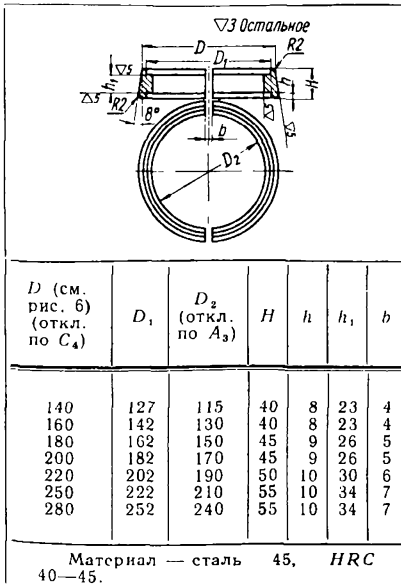 ▽3 Остальное
D
R2
D₁
▽5
h₁
h
H
▽5
R2
8°
▽5
▽5
b
D₂
D (см. рис. 6) (откл. по C₄) D₁ D₂ (откл. по A₃) H h h₁ b
140 127 115 40 8 23 4
160 142 130 40 8 23 4
180 162 150 45 9 26 5
200 182 170 45 9 26 5
220 202 190 50 10 30 6
250 222 210 55 10 34 7
280 252 240 55 10 34 7
Материал — сталь 45, HRC
40—45.